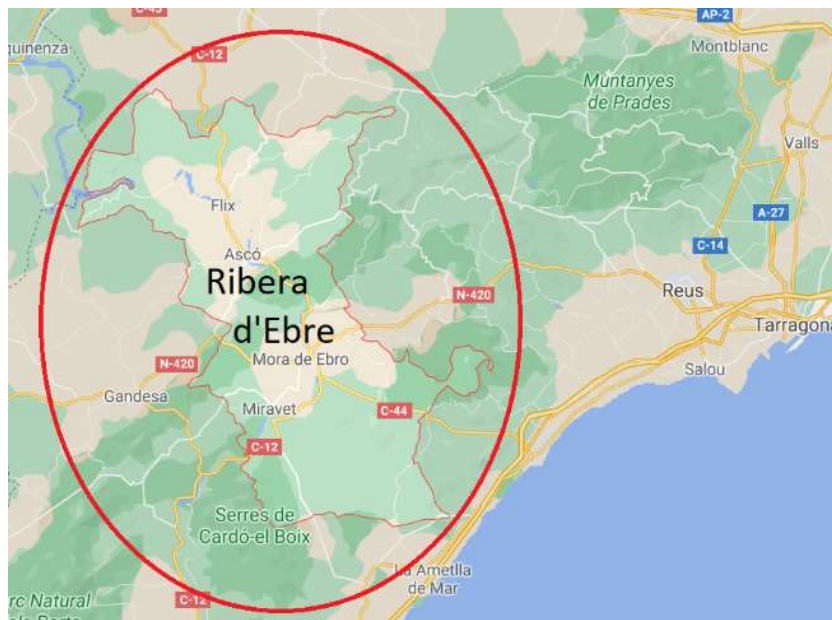 C-45
AP-2
quinenza
C-12
Montblanc
Muntanyes
de Prades
Valls
Flix
A-27
Ascó
C-14
Ribera
d'Ebre
N-420
Reus
Tarragona
N-420
Mora de Ebro
Salou
Gandesa
Miravet
C-44
C-12
Serres de
Cardó-el Boix
La Ametlla
de Mar
C-12
arc Natural